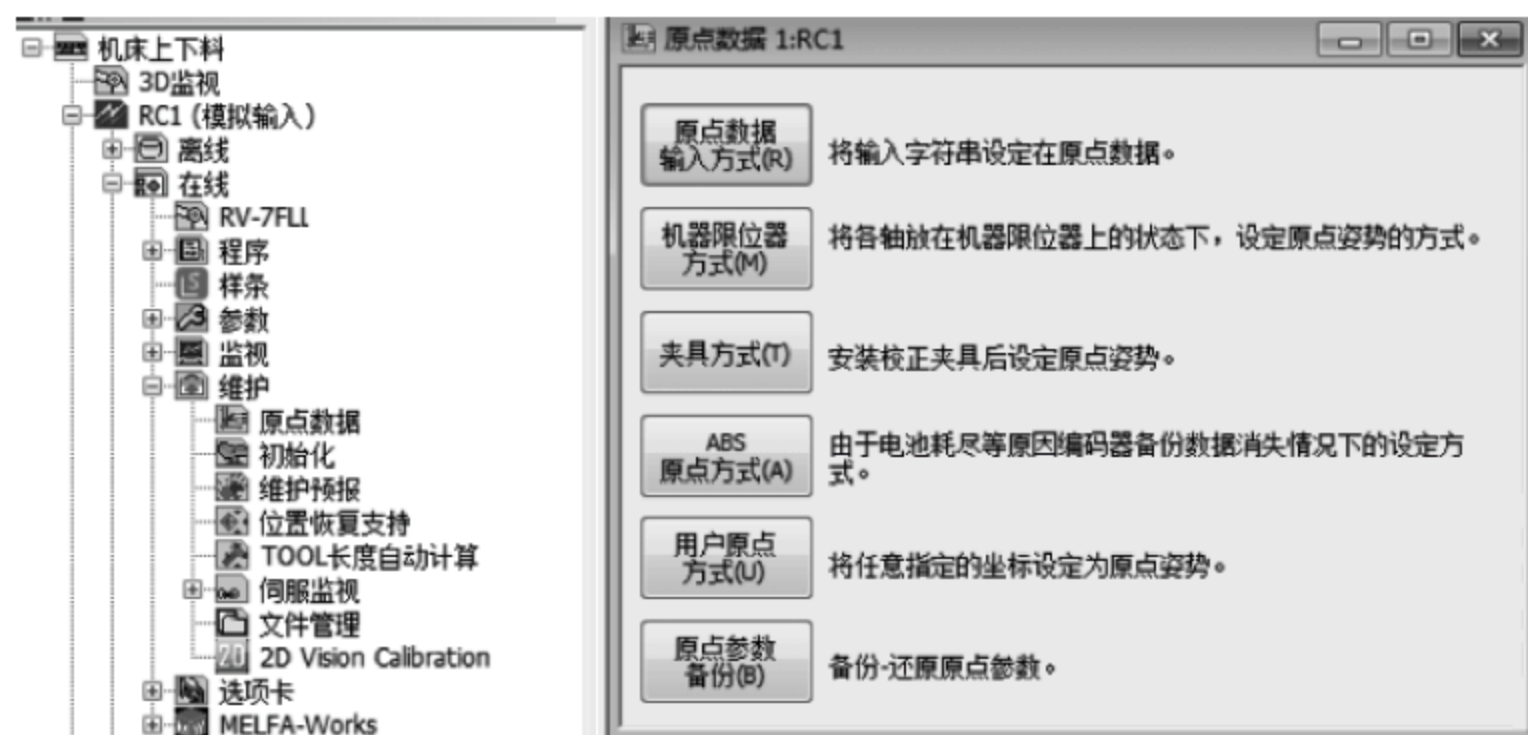 机床上下料
3D监视
RC1 (模拟输入)
离线
在线
RV-7FLL
程序
样条
参数
监视
维护
原点数据
初始化
维护预报
位置恢复支持
TOOL长度自动计算
伺服监视
文件管理
2D Vision Calibration
选项卡
MELFA-Works
原点数据 1:RC1
原点数据
输入方式(R)
将输入字符串设定在原点数据。
机器限位器
方式(M)
将各轴放在机器限位器上的状态下，设定原点姿势的方式。
夹具方式(T)
安装校正夹具后设定原点姿势。
ABS
原点方式(A)
由于电池耗尽等原因编码器备份数据消失情况下的设定方
式。
用户原点
方式(U)
将任意指定的坐标设定为原点姿势。
原点参数
备份(B)
备份-还原原点参数。